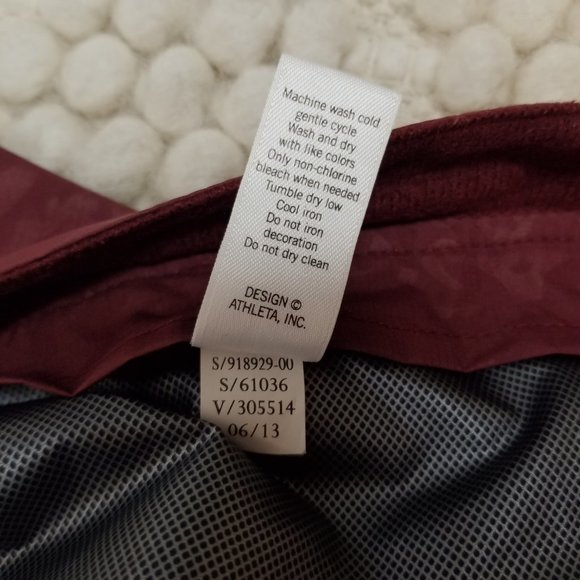 Machine wash cold
gentle cycle
Wash and dry
with like colors
Only non-chlorine
bleach when needed
Tumble dry low
Cool iron
Do not iron
decoration
Do not dry clean
DESIGN ©
ATHLETA, INC.
S/918929-00
S/61036
V/305514
06/13